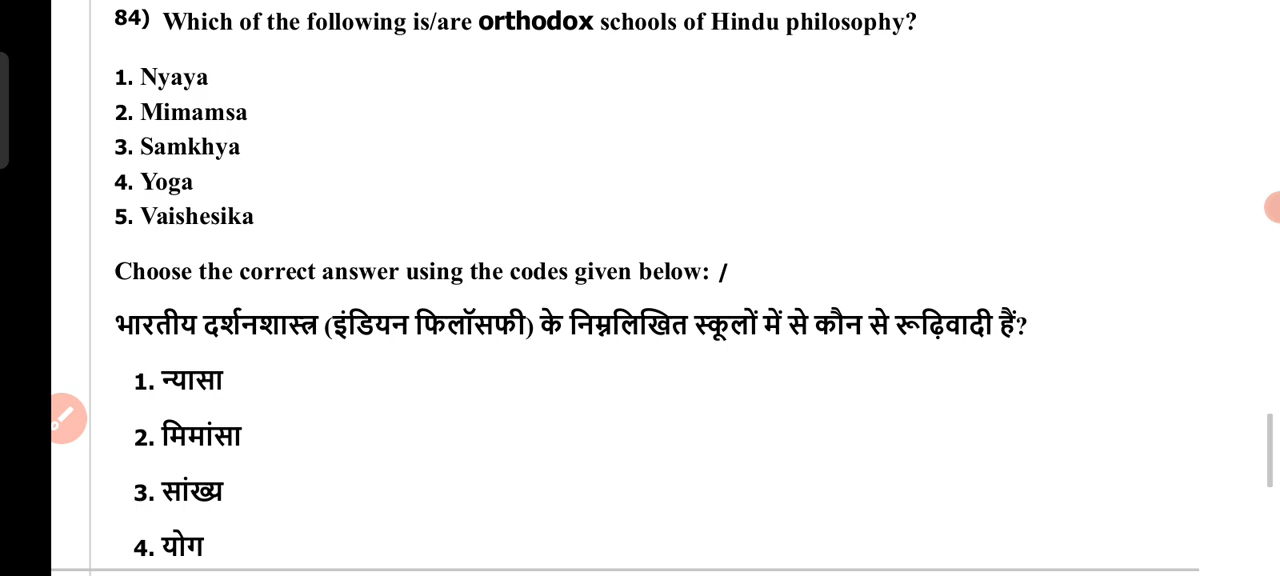 84) Which of the following is/are orthodox schools of Hindu philosophy?
1. Nyaya
2. Mimamsa
3. Samkhya
4. Yoga
5. Vaishesika
Choose the correct answer using the codes given below: /
भारतीय दर्शनशास्त्र (इंडियन फिलॉसफी) के निम्नलिखित स्कूलों में से कौन से रूढ़िवादी हैं?
1. न्यासा
2. मिमांसा
3. सांख्य
4. योग